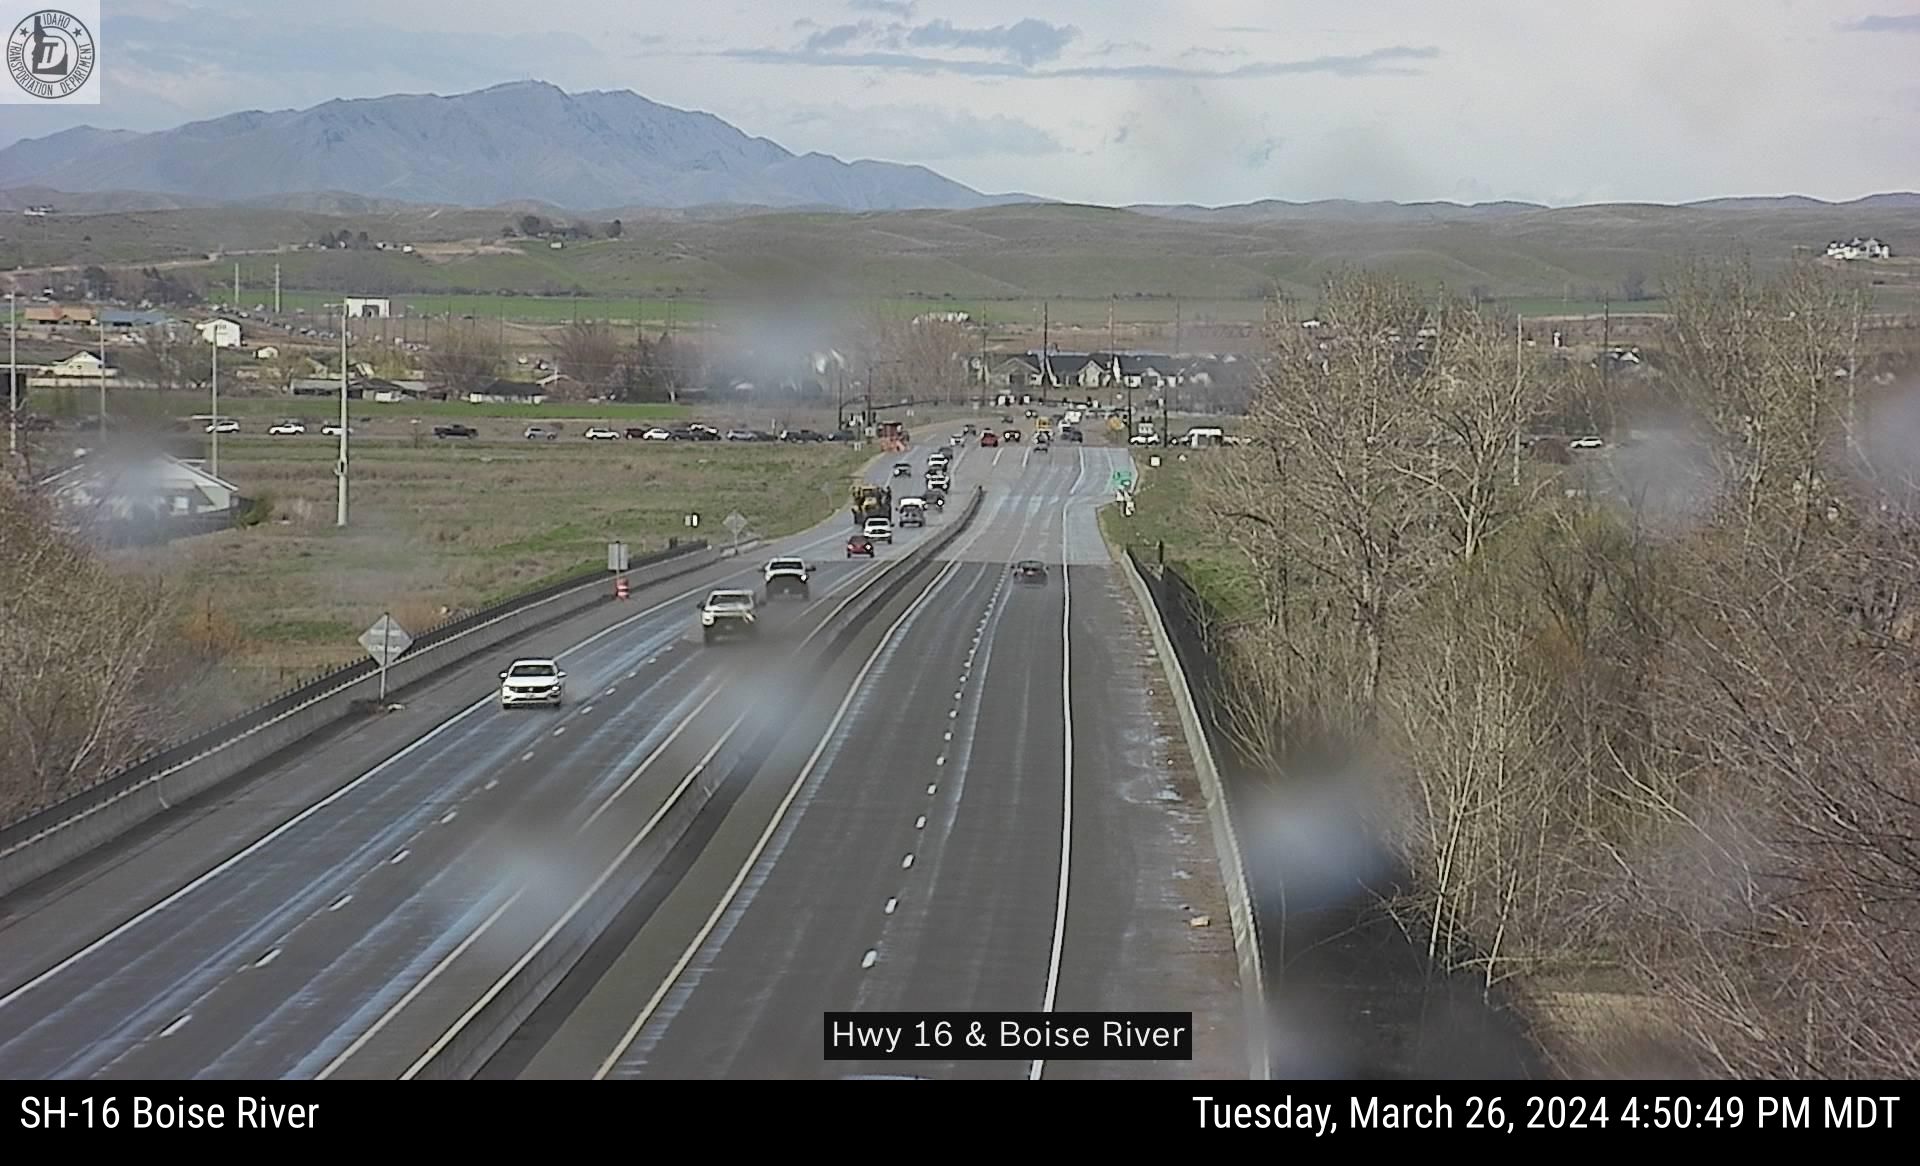 IDAHO
TRANSPORTATION DEPARTMENT
Hwy 16 & Boise River
SH-16 Boise River
Tuesday, March 26, 2024 4:50:49 PM MDT